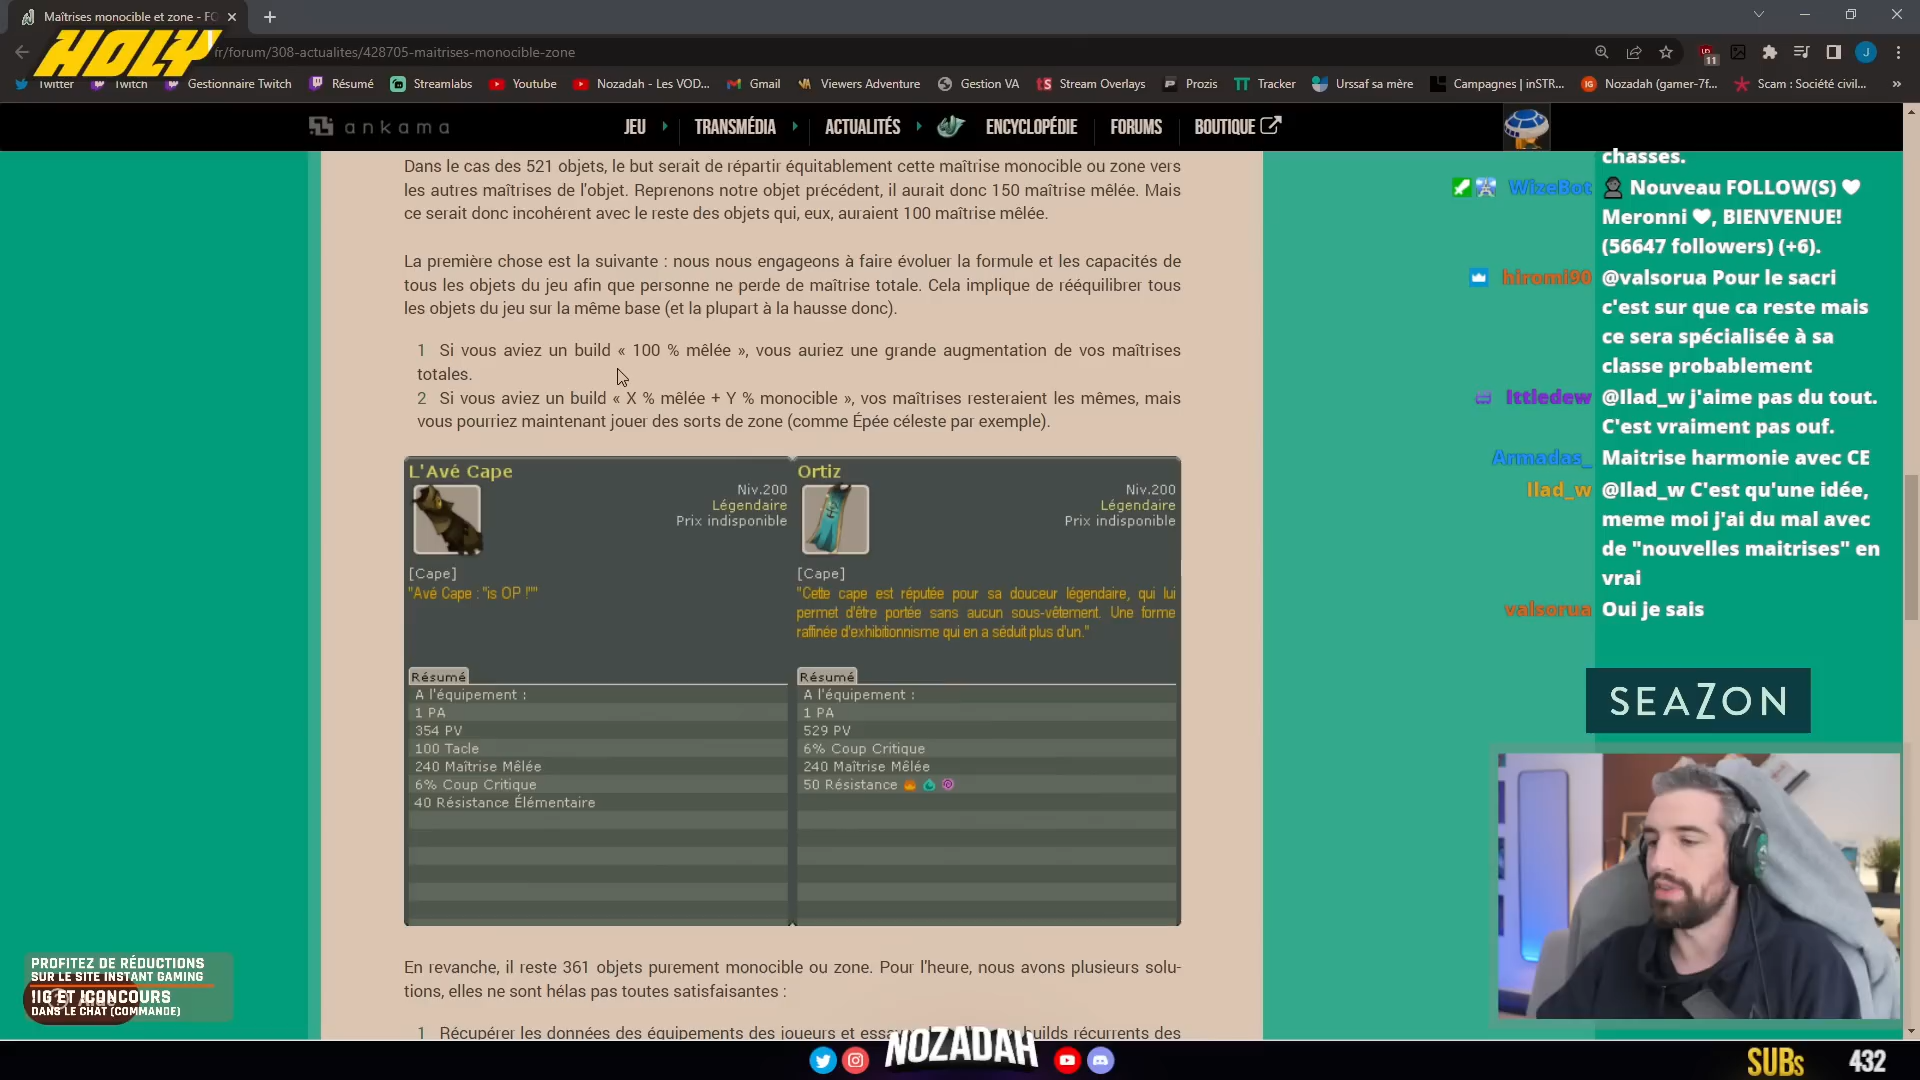 Maîtrises monocible et zone - FO
HOLY
fr/forum/308-actualites/428705-maitrises-monocible-zone
11
J
Twitter
Twitch
Gestionnaire Twitch
Résumé
Streamlabs
Youtube
Nozadah - Les VOD...
Gmail
Viewers Adventure
Gestion VA
Stream Overlays
Prozis
Tracker
Urssaf sa mère
Campagnes | inSTR...
Nozadah (gamer-7f...
Scam : Société civil...
»
ankama
JEU
TRANSMÉDIA
ACTUALITÉS
ENCYCLOPÉDIE
FORUMS
BOUTIQUE
Dans le cas des 521 objets, le but serait de répartir équitablement cette maîtrise monocible ou zone vers
les autres maîtrises de l'objet. Reprenons notre objet précédent, il aurait donc 150 maîtrise mêlée. Mais
ce serait donc incohérent avec le reste des objets qui, eux, auraient 100 maîtrise mêlée.
La première chose est la suivante : nous nous engageons à faire évoluer la formule et les capacités de
tous les objets du jeu afin que personne ne perde de maîtrise totale. Cela implique de rééquilibrer tous
les objets du jeu sur la même base (et la plupart à la hausse donc).
1 Si vous aviez un build « 100 % mêlée », vous auriez une grande augmentation de vos maîtrises
totales.
2 Si vous aviez un build « X % mêlée + Y % monocible », vos maîtrises resteraient les mêmes, mais
vous pourriez maintenant jouer des sorts de zone (comme Épée céleste par exemple).
L'Avé Cape
Niv.200
Légendaire
Prix indisponible
[Cape]
"Avé Cape : "is OP !""
Résumé
A l'équipement :
1 PA
354 PV
100 Tacle
240 Maîtrise Mêlée
6% Coup Critique
40 Résistance Élémentaire
Ortiz
Niv.200
Légendaire
Prix indisponible
[Cape]
"Cette cape est réputée pour sa douceur légendaire, qui lui
permet d'être portée sans aucun sous-vêtement. Une forme
raffinée d'exhibitionnisme qui en a séduit plus d'un."
Résumé
A l'équipement :
1 PA
529 PV
6% Coup Critique
240 Maîtrise Mêlée
50 Résistance
En revanche, il reste 361 objets purement monocible ou zone. Pour l'heure, nous avons plusieurs solu-
tions, elles ne sont hélas pas toutes satisfaisantes :
1 Récupérer les données des équipements des joueurs et builds récurrents des
chasses.
WizeBot Nouveau FOLLOW(S)
Meronni , BIENVENUE!
(56647 followers) (+6).
hiromi90 @valsorua Pour le sacri
c'est sur que ca reste mais
ce sera spécialisée à sa
classe probablement
Ittledew @Ilad_w j'aime pas du tout.
C'est vraiment pas ouf.
Armadas_ Maitrise harmonie avec CE
Ilad_w @Ilad_w C'est qu'une idée,
meme moi j'ai du mal avec
de "nouvelles maitrises" en
vrai
valsorua Oui je sais
SEAZON
PROFITEZ DE RÉDUCTIONS
SUR LE SITE INSTANT GAMING
!IG ET !CONCOURS
DANS LE CHAT (COMMANDE)
NOZADAH
SUBs 432